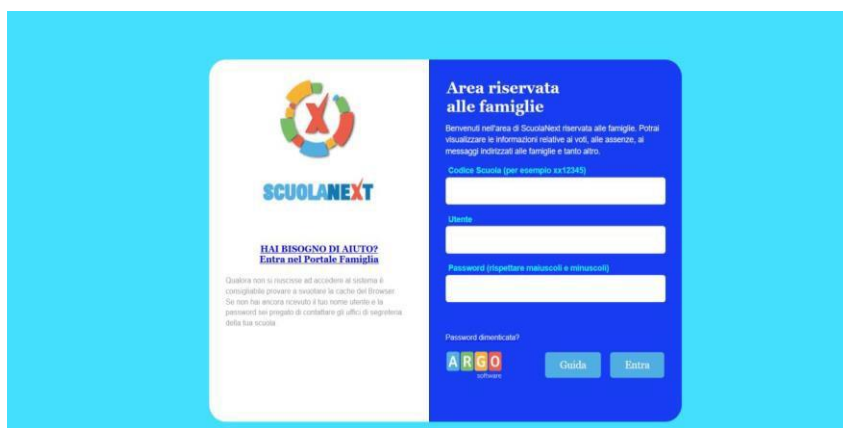 SCUOLANEXT
HAI BISOGNO DI AIUTO?
Entra nel Portale Famiglia
Qualora non si riuscisse ad accedere al sistema è
consigliabile provare a svuotare la cache del Browser.
Se non hai ancora ricevuto il tuo nome utente e la
password sei pregato di contattare gli uffici di segreteria
della tua scuola
Area riservata
alle famiglie
Benvenuti nell'area di ScuolaNext riservata alle famiglie. Potrai
visualizzare le informazioni relative ai voti, alle assenze, ai
messaggi indirizzati alle famiglie e tanto altro.
Codice Scuola (per esempio xx12345)
Utente
Password (rispettare maiuscoli e minuscoli)
Password dimenticata?
ARGO
software
Guida
Entra